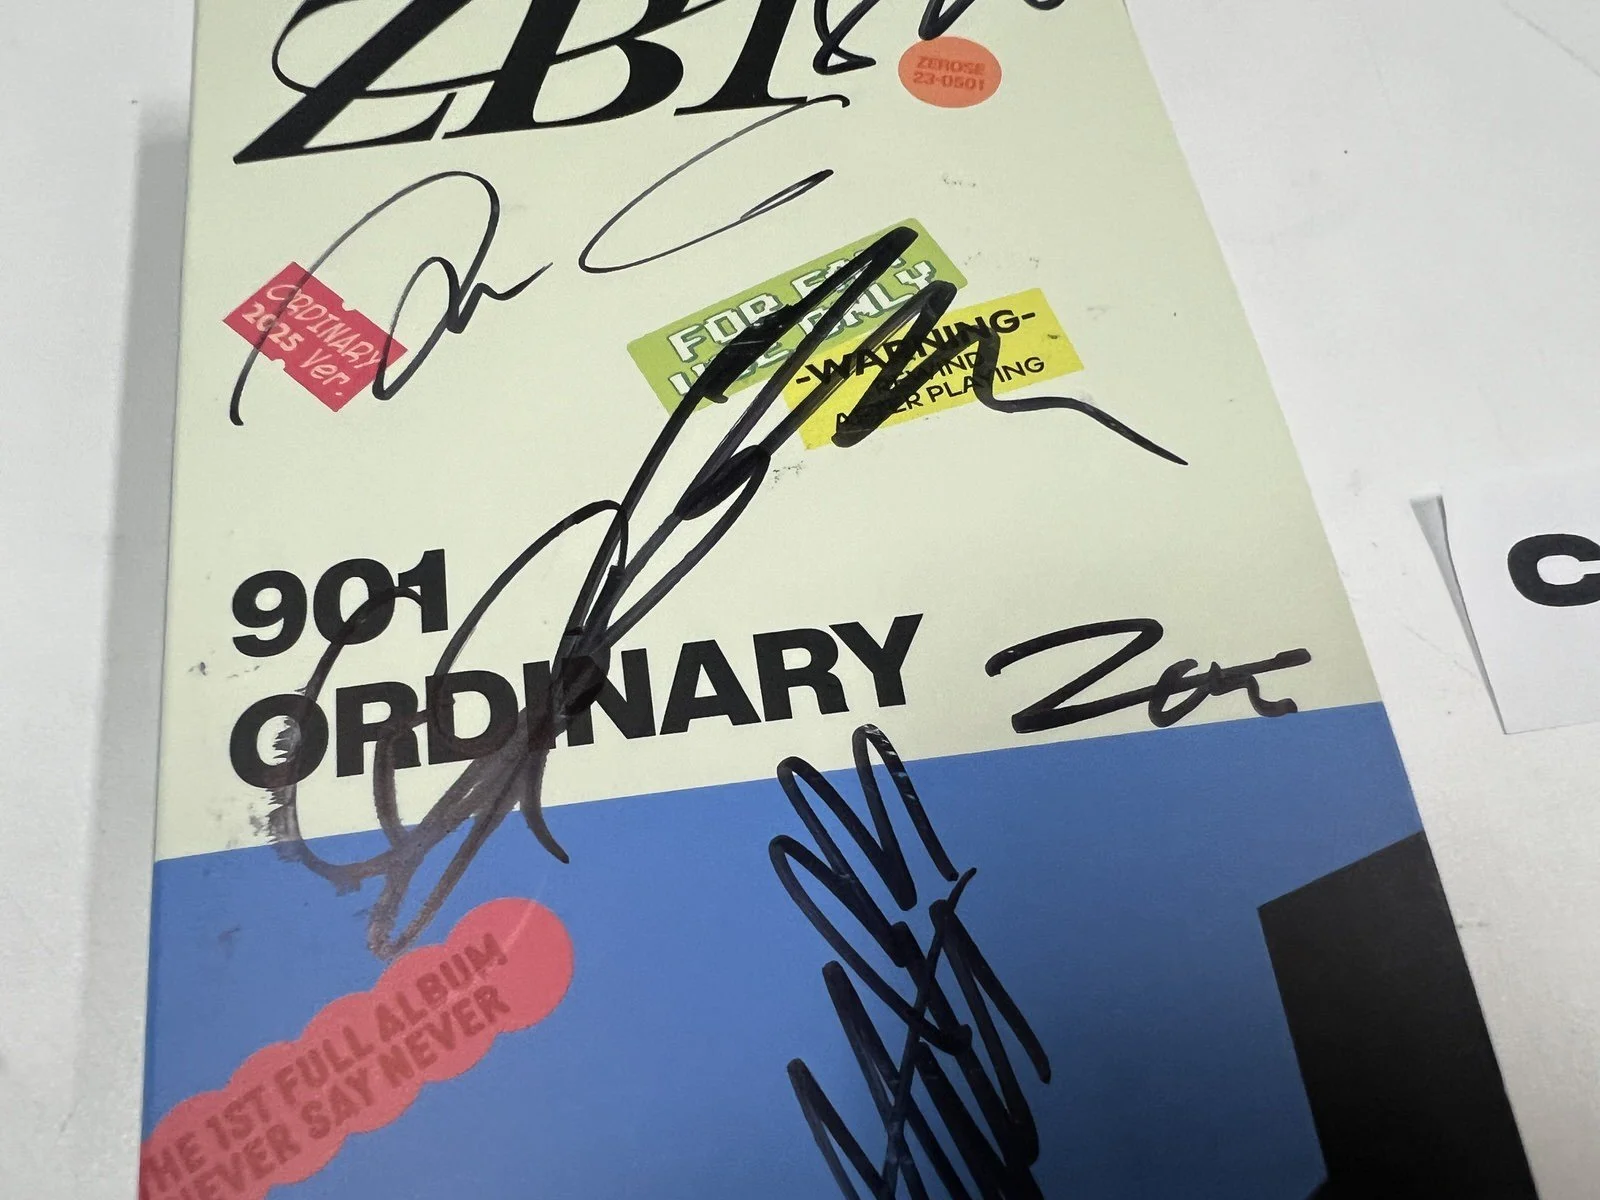 ZB1
ZEROSE
23-0501
ORDINARY
2025 Ver.
FOR FAN
USE ONLY
-WARNING-
REWIND
AFTER PLAYING
901
ORDINARY
C
HE 1ST FULL ALBUM
NEVER SAY NEVER